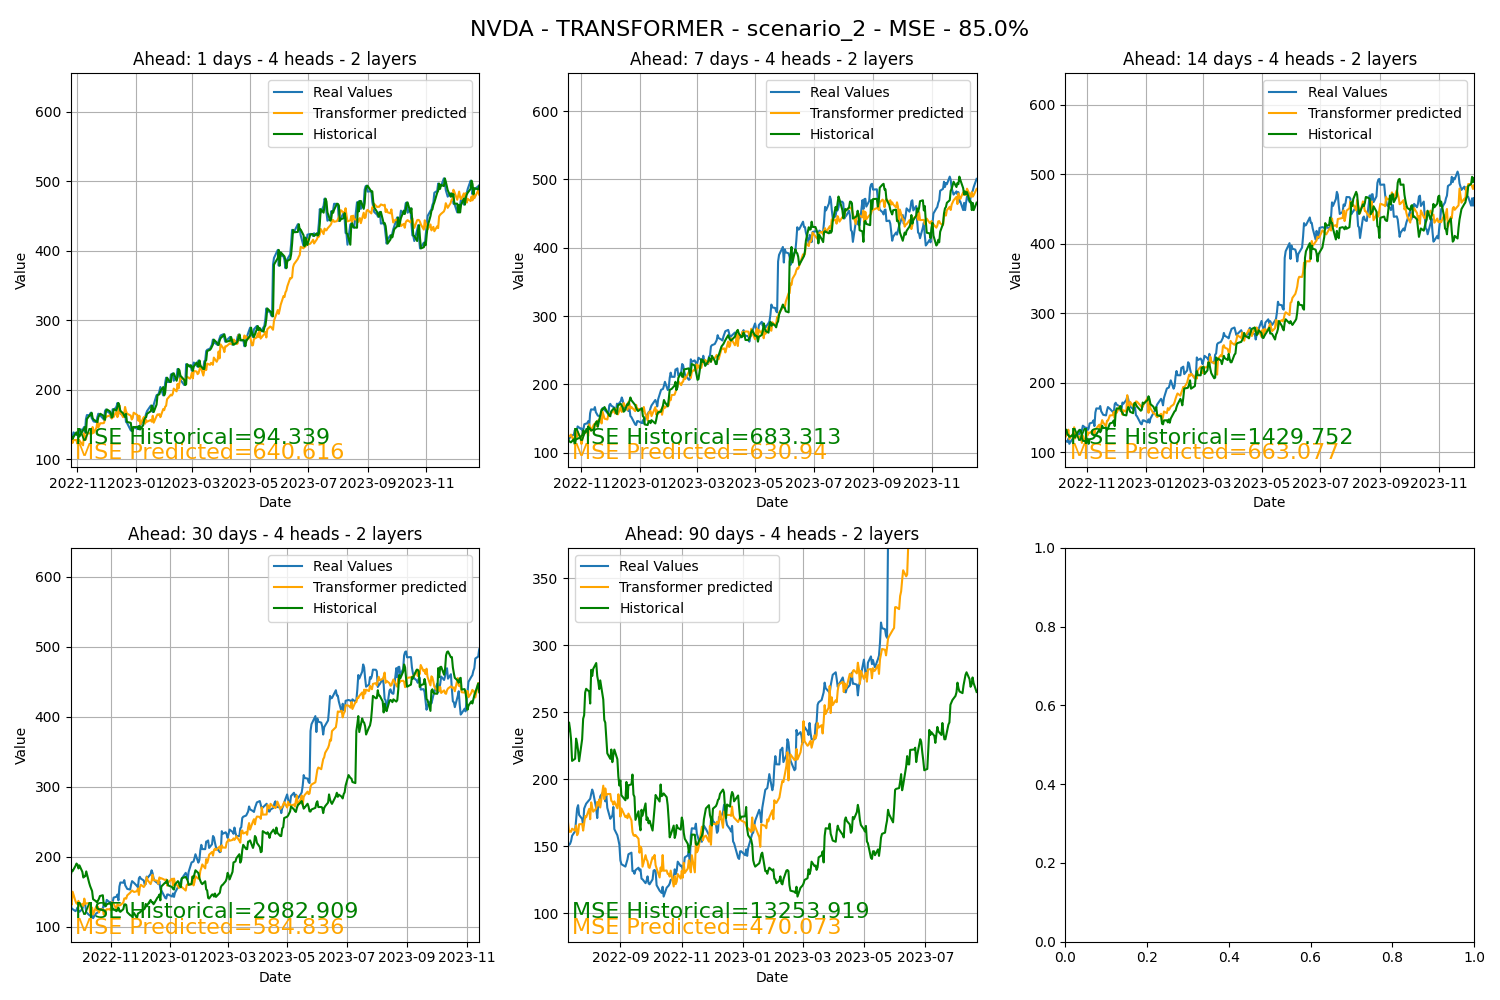 NVDA - TRANSFORMER - scenario_2 - MSE - 85.0%
Ahead: 1 days - 4 heads - 2 layers
Real Values
Transformer predicted
Historical
600
500
400
300
200
100
Value
MSE Historical=94.339
MSE Predicted=640.616
2022-11 2023-01 2023-03 2023-05 2023-07 2023-09 2023-11
Date
Ahead: 7 days - 4 heads - 2 layers
Real Values
Transformer predicted
Historical
600
500
400
300
200
100
Value
MSE Historical=683.313
MSE Predicted=630.94
2022-11 2023-01 2023-03 2023-05 2023-07 2023-09 2023-11
Date
Ahead: 14 days - 4 heads - 2 layers
Real Values
Transformer predicted
Historical
600
500
400
300
200
100
Value
MSE Historical=1429.752
MSE Predicted=663.077
2022-11 2023-01 2023-03 2023-05 2023-07 2023-09 2023-11
Date
Ahead: 30 days - 4 heads - 2 layers
Real Values
Transformer predicted
Historical
600
500
400
300
200
100
Value
MSE Historical=2982.909
MSE Predicted=584.836
2022-11 2023-01 2023-03 2023-05 2023-07 2023-09 2023-11
Date
Ahead: 90 days - 4 heads - 2 layers
Real Values
Transformer predicted
Historical
350
300
250
200
150
100
Value
MSE Historical=13253.919
MSE Predicted=470.073
2022-09 2022-11 2023-01 2023-03 2023-05 2023-07
Date
1.0
0.8
0.6
0.4
0.2
0.0
0.0 0.2 0.4 0.6 0.8 1.0